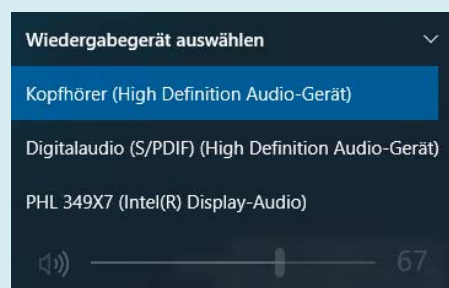 Wiedergabegerät auswählen
Kopfhörer (High Definition Audio-Gerät)
Digitalaudio (S/PDIF) (High Definition Audio-Gerät)
PHL 349X7 (Intel(R) Display-Audio)
67